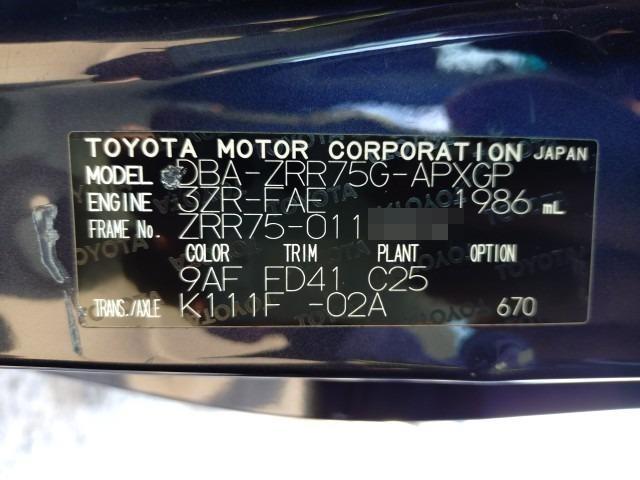 TOYOTA MOTOR CORPORATION JAPAN
MODEL DBA-ZRR75G-APXGP
ENGINE 3ZR-FAE 1986 mL
FRAME No. ZRR75-011
COLOR TRIM PLANT OPTION
9AF FD41 C25
TRANS./AXLE K111F -02A 670